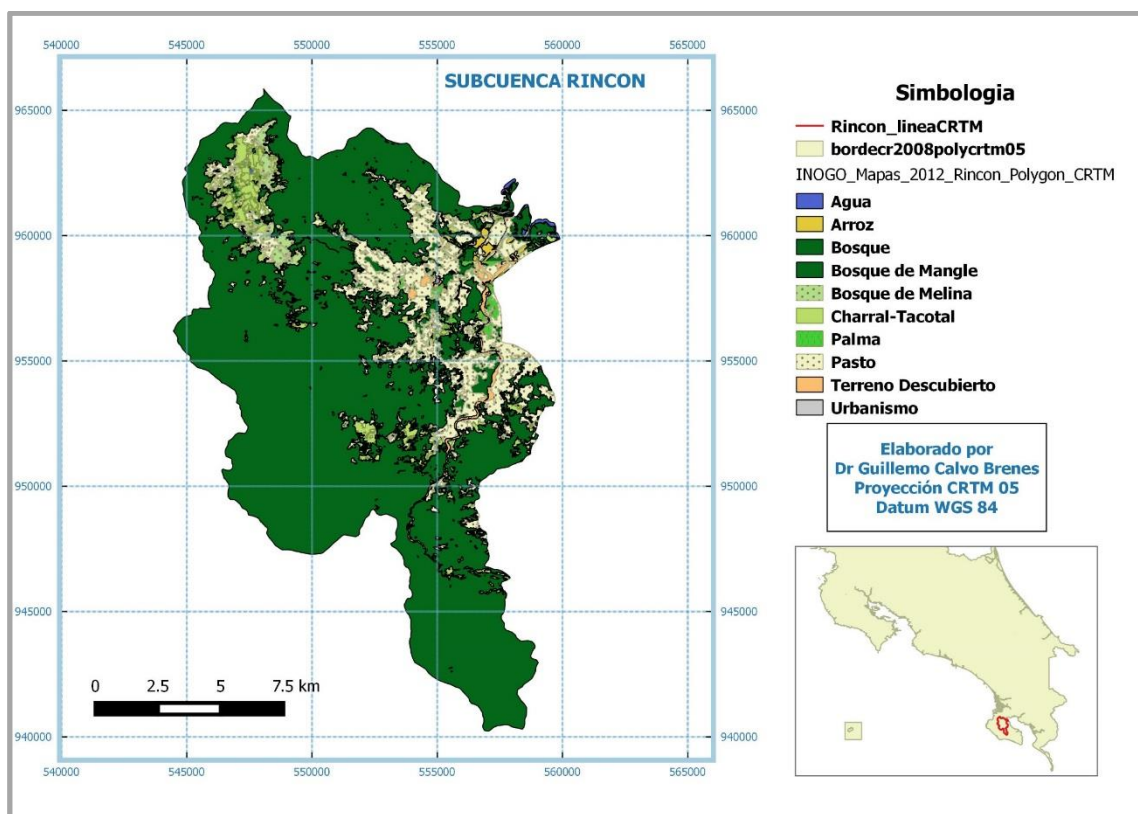 540000 545000 550000 555000 560000 565000
SUBCUENCA RINCON
965000 965000
960000 960000
955000 955000
950000 950000
945000 945000
940000 940000
0 2.5 5 7.5 km
540000 545000 550000 555000 560000 565000
Simbologia
Rincon_lineaCRTM
bordecr2008polycrtm05
INOGO_Mapas_2012_Rincon_Polygon_CRTM
Agua
Arroz
Bosque
Bosque de Mangle
Bosque de Melina
Charral-Tacotal
Palma
Pasto
Terreno Descubierto
Urbanismo
Elaborado por
Dr Guillemo Calvo Brenes
Proyección CRTM 05
Datum WGS 84